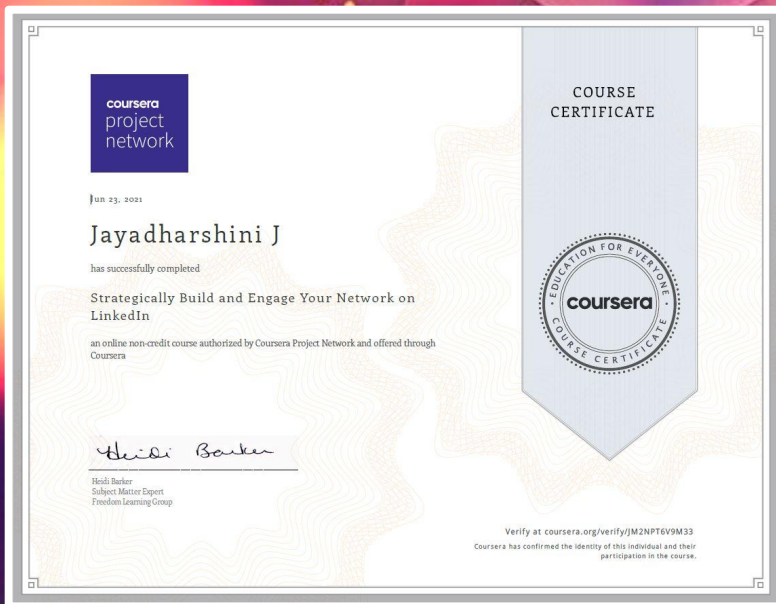 coursera
project
network
COURSE
CERTIFICATE
Jun 23, 2021
Jayadharshini J
has successfully completed
Strategically Build and Engage Your Network on
LinkedIn
an online non-credit course authorized by Coursera Project Network and offered through
Coursera
EDUCATION FOR EVERYONE
coursera
COURSE CERTIFICATE
Heidi Barker
Heidi Barker
Subject Matter Expert
Freedom Learning Group
Verify at coursera.org/verify/JM2NPT6V9M33
Coursera has confirmed the identity of this individual and their
participation in the course.